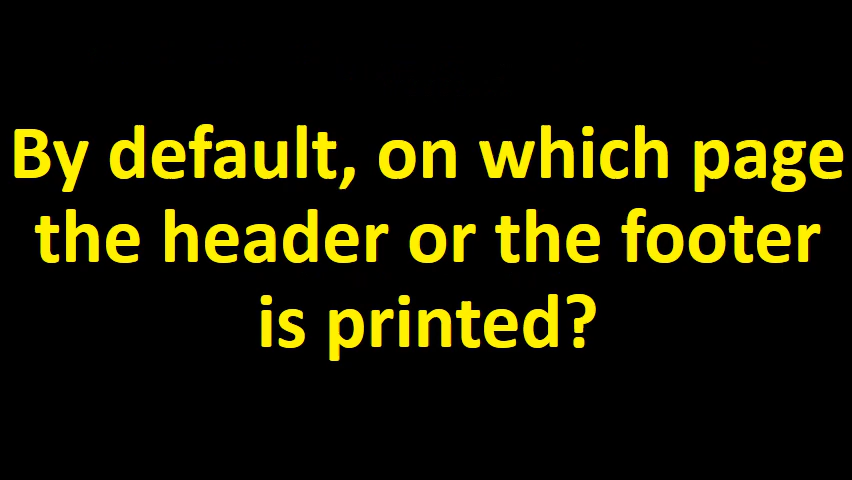 By default, on which page
the header or the footer
is printed?